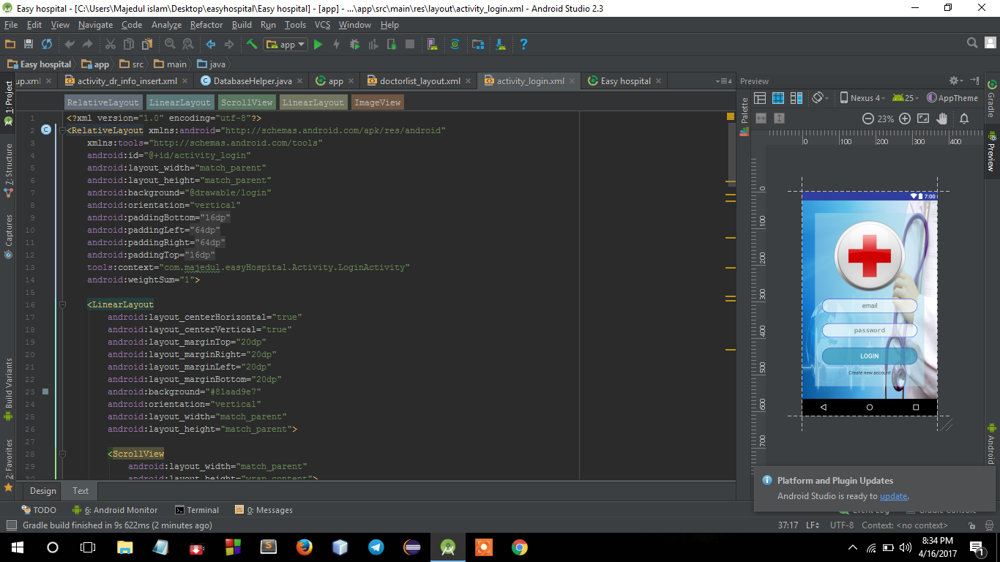 Easy hospital - [C:\Users\Majedul islam\Desktop\easyhospital\Easy hospital] - [app] - ...\app\src\main\res\layout\activity_login.xml - Android Studio 2.3
File Edit View Navigate Code Analyze Refactor Build Run Tools VCS Window Help
app
Easy hospital app src main java
up.xml activity_dr_info_insert.xml DatabaseHelper.java app doctorlist_layout.xml activity_login.xml Easy hospital 4
RelativeLayout LinearLayout ScrollView LinearLayout ImageView
1 <?xml version="1.0" encoding="utf-8"?>
2 <RelativeLayout xmlns:android="http://schemas.android.com/apk/res/android"
3 xmlns:tools="http://schemas.android.com/tools"
4 android:id="@+id/activity_login"
5 android:layout_width="match_parent"
6 android:layout_height="match_parent"
7 android:background="@drawable/login"
8 android:orientation="vertical"
9 android:paddingBottom="16dp"
10 android:paddingLeft="64dp"
11 android:paddingRight="64dp"
12 android:paddingTop="16dp"
13 tools:context="com.majedul.easyHospital.Activity.LoginActivity"
14 android:weightSum="1">
15
16 <LinearLayout
17 android:layout_centerHorizontal="true"
18 android:layout_centerVertical="true"
19 android:layout_marginTop="20dp"
20 android:layout_marginRight="20dp"
21 android:layout_marginLeft="20dp"
22 android:layout_marginBottom="20dp"
23 android:background="#81aad9e7"
24 android:orientation="vertical"
25 android:layout_width="match_parent"
26 android:layout_height="match_parent">
27
28 <ScrollView
29 android:layout_width="match_parent"
30 android:layout_height="wrap_content">
1: Project
7: Structure
Captures
Build Variants
2: Favorites
Preview
Palette
Nexus 4 25 AppTheme
23%
0 100 200 300 400
0
100
200
300
400
500
600
700
7:00
email
password
LOGIN
Create new account
Gradle
Preview
Android
Platform and Plugin Updates
Android Studio is ready to update.
Design Text
TODO 6: Android Monitor Terminal 0: Messages Event Log Gradle Console
Gradle build finished in 9s 622ms (2 minutes ago) 37:17 LF UTF-8 Context: <no context>
8:34 PM
4/16/2017
1